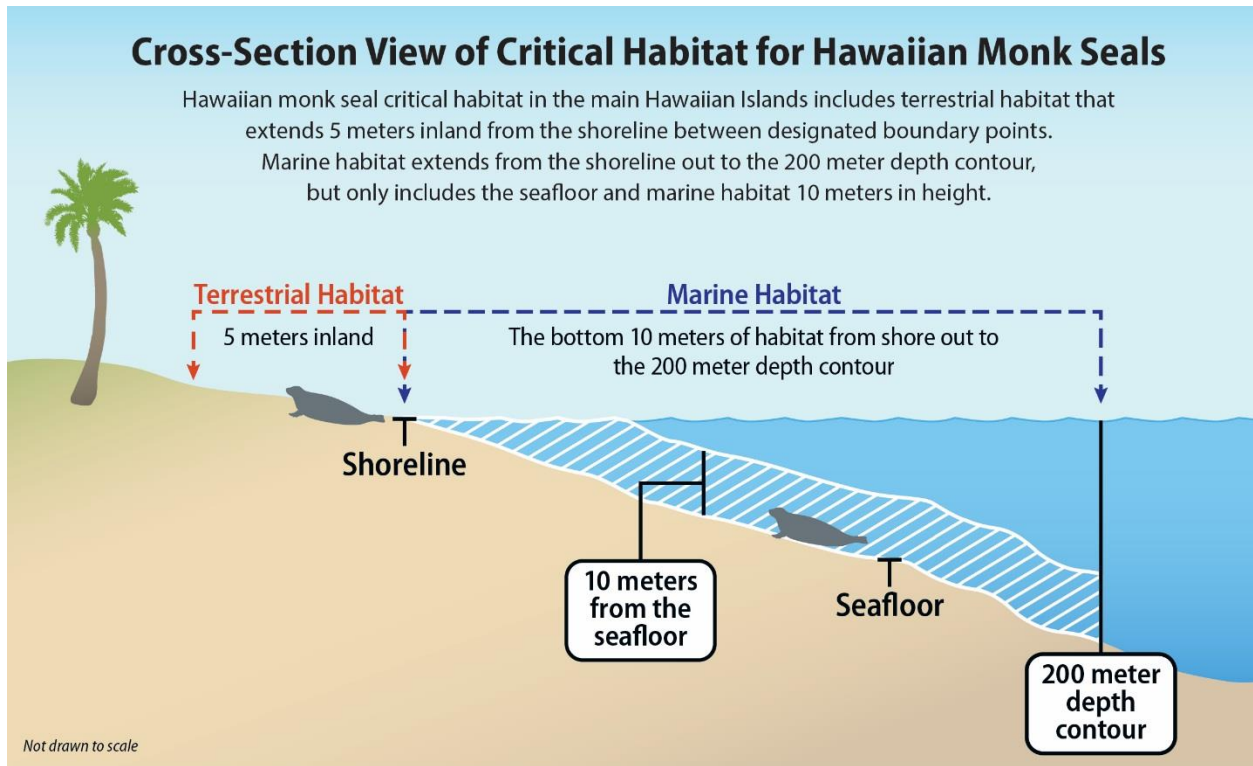 Cross-Section View of Critical Habitat for Hawaiian Monk Seals
Hawaiian monk seal critical habitat in the main Hawaiian Islands includes terrestrial habitat that
extends 5 meters inland from the shoreline between designated boundary points.
Marine habitat extends from the shoreline out to the 200 meter depth contour,
but only includes the seafloor and marine habitat 10 meters in height.
Terrestrial Habitat
5 meters inland
Marine Habitat
The bottom 10 meters of habitat from shore out to
the 200 meter depth contour
Shoreline
10 meters
from the
seafloor
Seafloor
200 meter
depth
contour
Not drawn to scale